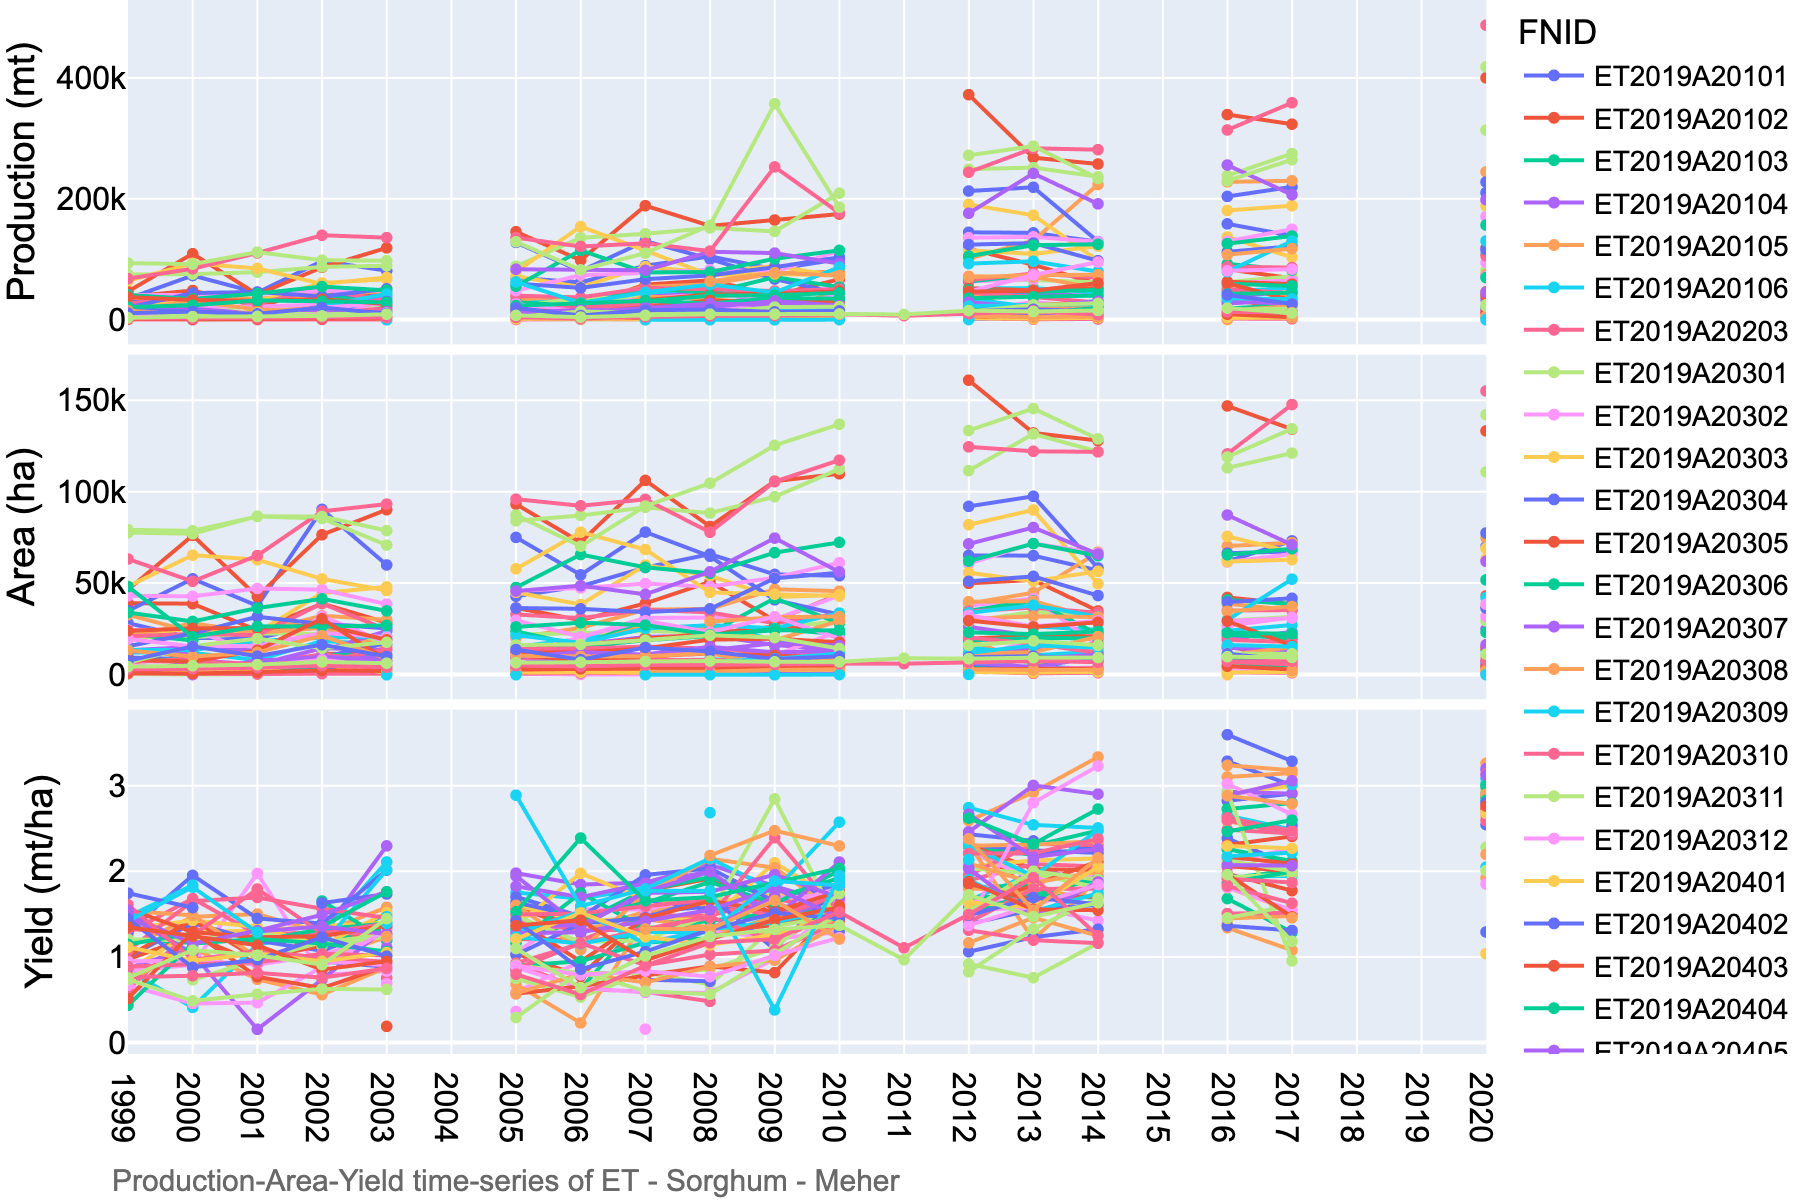 Production (mt)
400k
200k
0
Area (ha)
150k
100k
50k
0
Yield (mt/ha)
3
2
1
0
1999
2000
2001
2002
2003
2004
2005
2006
2007
2008
2009
2010
2011
2012
2013
2014
2015
2016
2017
2018
2019
2020
Production-Area-Yield time-series of ET - Sorghum - Meher
FNID
ET2019A20101
ET2019A20102
ET2019A20103
ET2019A20104
ET2019A20105
ET2019A20106
ET2019A20203
ET2019A20301
ET2019A20302
ET2019A20303
ET2019A20304
ET2019A20305
ET2019A20306
ET2019A20307
ET2019A20308
ET2019A20309
ET2019A20310
ET2019A20311
ET2019A20312
ET2019A20401
ET2019A20402
ET2019A20403
ET2019A20404
ET2019A20405